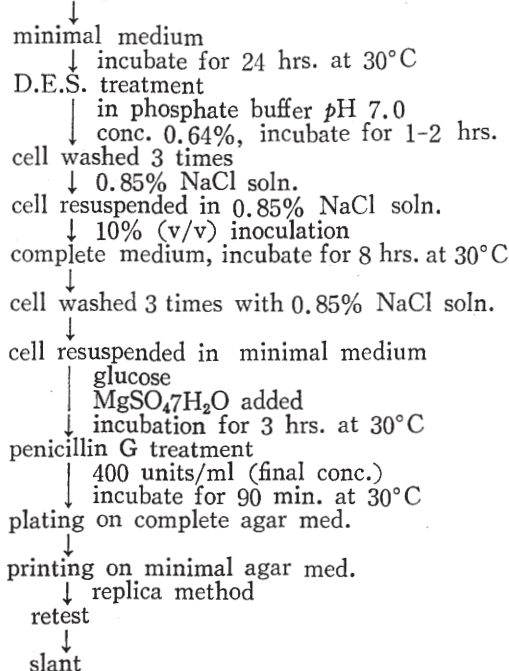 minimal medium
incubate for 24 hrs. at 30°C
D.E.S. treatment
in phosphate buffer pH 7.0
conc. 0.64%, incubate for 1-2 hrs.
cell washed 3 times
0.85% NaCl soln.
cell resuspended in 0.85% NaCl soln.
10% (v/v) inoculation
complete medium, incubate for 8 hrs. at 30°C
cell washed 3 times with 0.85% NaCl soln.
cell resuspended in minimal medium
glucose
MgSO₄7H₂O added
incubation for 3 hrs. at 30°C
penicillin G treatment
400 units/ml (final conc.)
incubate for 90 min. at 30°C
plating on complete agar med.
printing on minimal agar med.
replica method
retest
slant